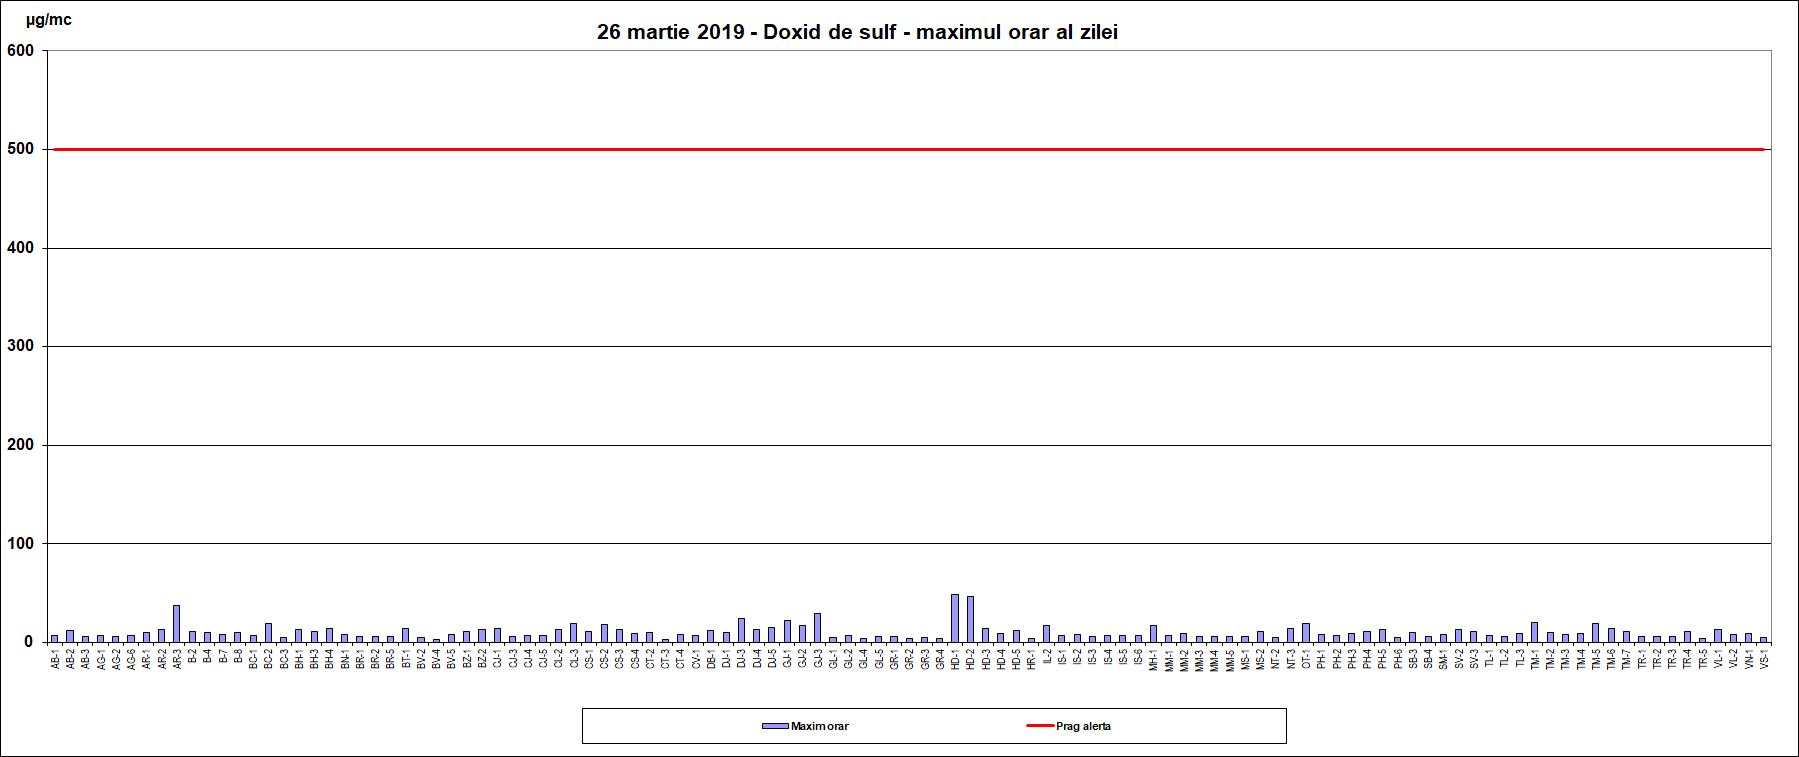 µg/mc
26 martie 2019 - Doxid de sulf - maximul orar al zilei
600
500
400
300
200
100
0
AB-1 AB-2 AB-3 AG-1 AG-2 AG-6 AR-1 AR-2 AR-3 B-2 B-4 B-7 B-8 BC-1 BC-2 BC-3 BH-1 BH-3 BH-4 BN-1 BR-1 BR-2 BR-5 BT-1 BV-2 BV-4 BV-5 BZ-1 BZ-2 CJ-1 CJ-3 CJ-4 CJ-5 CL-2 CL-3 CS-1 CS-2 CS-3 CS-4 CT-2 CT-3 CT-4 CV-1 DB-1 DJ-1 DJ-3 DJ-4 DJ-5 GJ-1 GJ-2 GJ-3 GL-1 GL-2 GL-4 GL-5 GR-1 GR-2 GR-3 GR-4 HD-1 HD-2 HD-3 HD-4 HD-5 HR-1 IL-2 IS-1 IS-2 IS-3 IS-4 IS-5 IS-6 MH-1 MM-1 MM-2 MM-3 MM-4 MM-5 MS-1 MS-2 NT-2 NT-3 OT-1 PH-1 PH-2 PH-3 PH-4 PH-5 PH-6 SB-3 SB-4 SM-1 SV-2 SV-3 TL-1 TL-2 TL-3 TM-1 TM-2 TM-3 TM-4 TM-5 TM-6 TM-7 TR-1 TR-2 TR-3 TR-4 TR-5 VL-1 VL-2 VN-1 VS-1
Maxim orar
Prag alerta